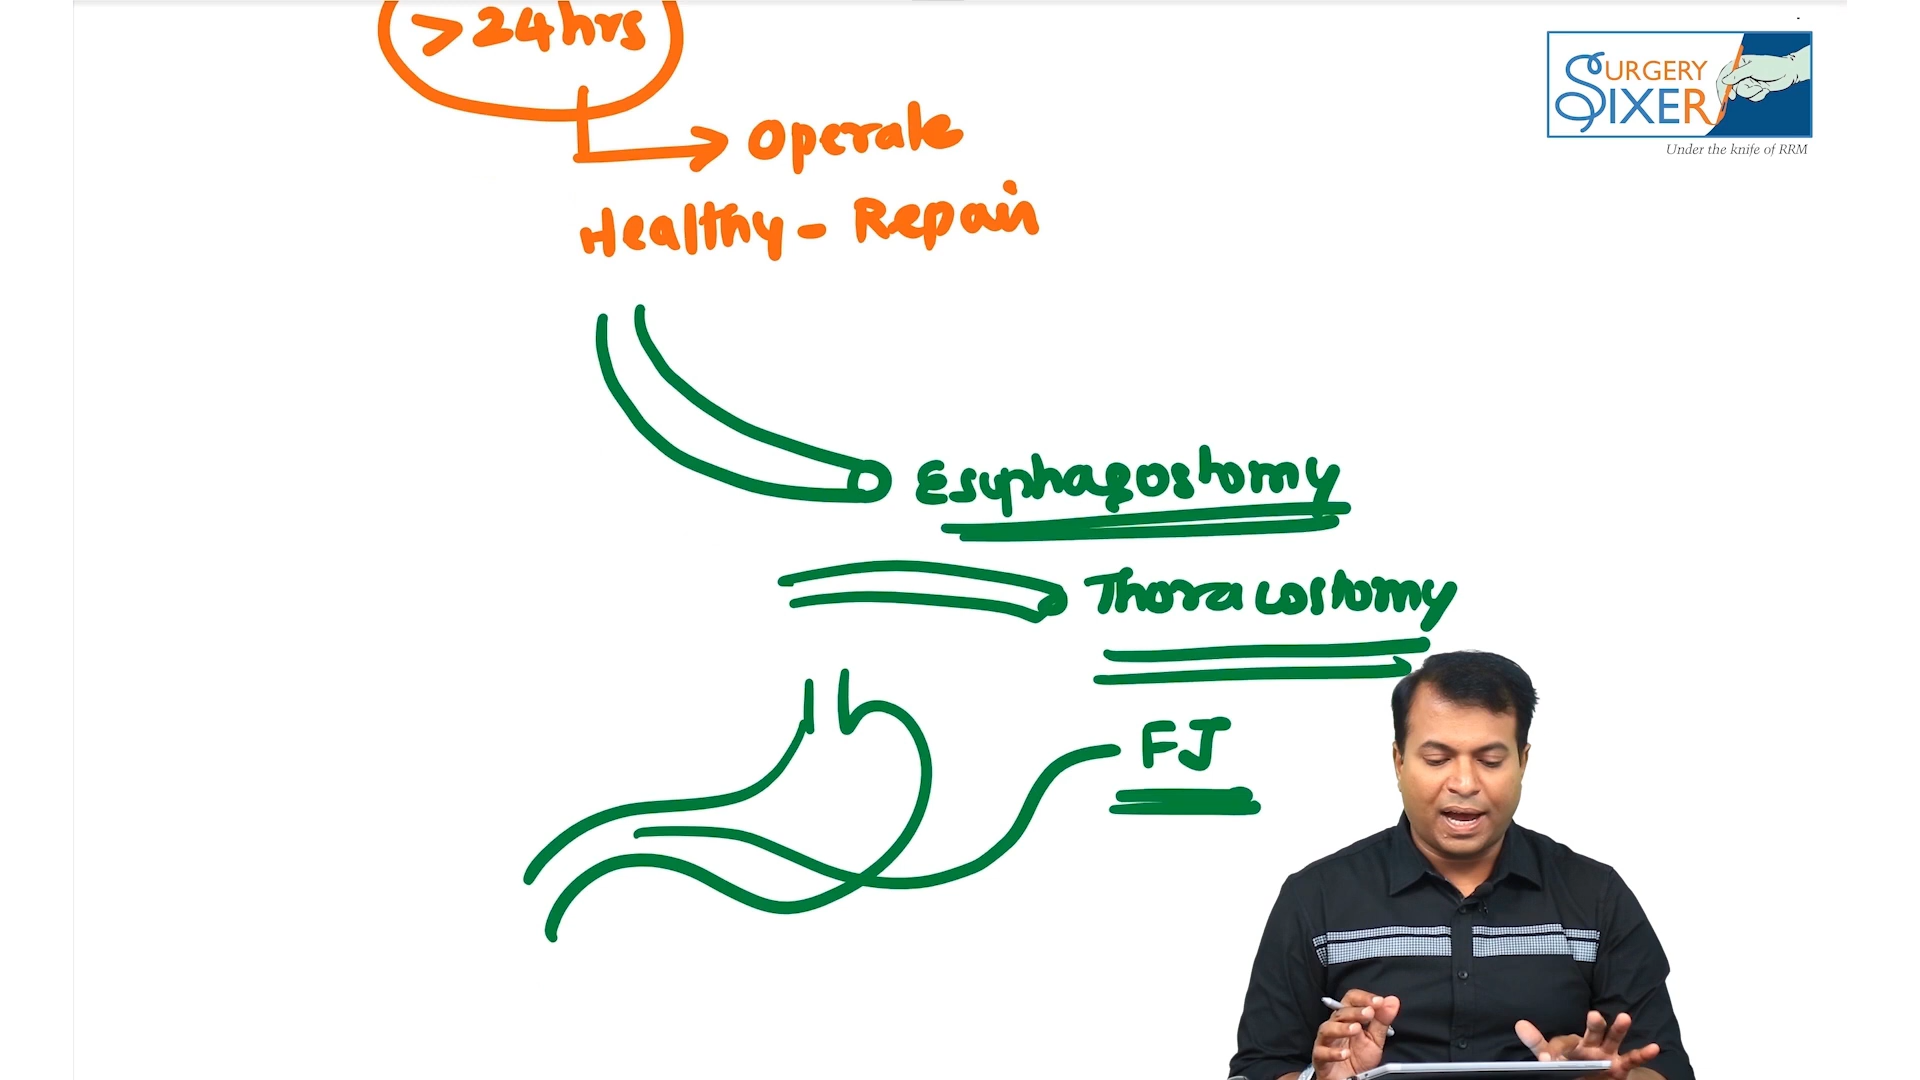 >24hrs
SURGERY
SIXER
Under the knife of RRM
Operate
Healthy - Repair
Esophagostomy
Thoracostomy
FJ